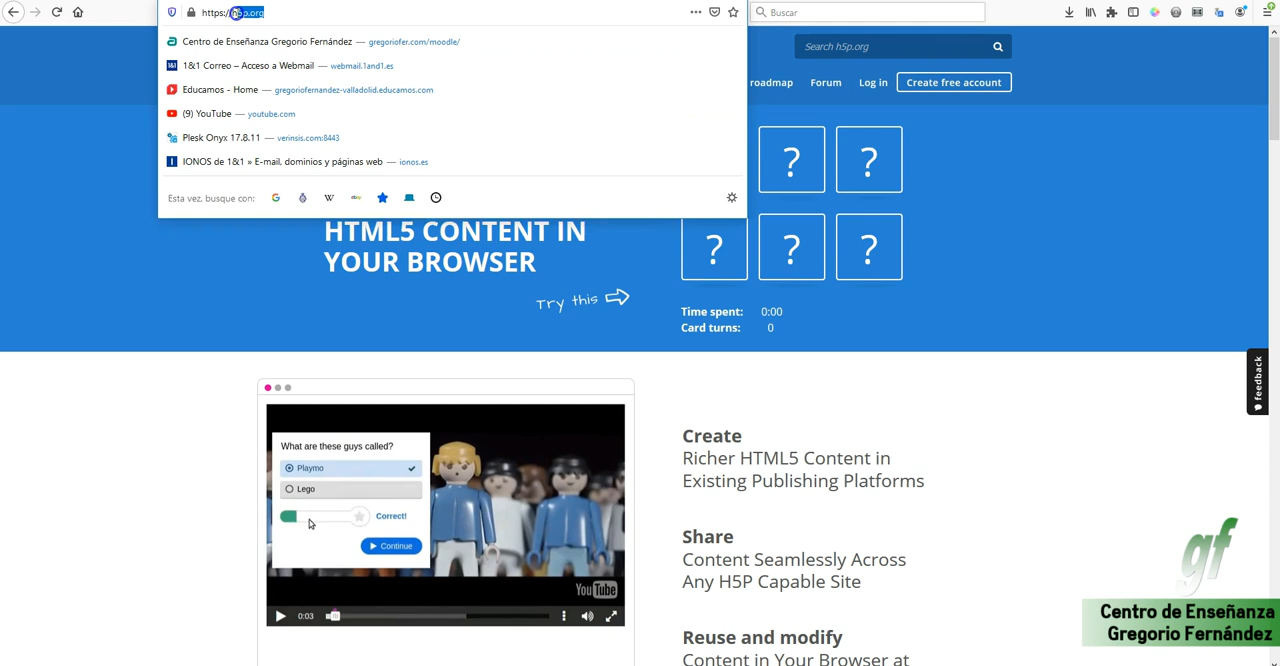 https://h5p.org
Buscar
Centro de Enseñanza Gregorio Fernández — gregoriofer.com/moodle/
1&1 Correo – Acceso a Webmail — webmail.1and1.es
Educamos - Home — gregoriofernandez-valladolid.educamos.com
(9) YouTube — youtube.com
Plesk Onyx 17.8.11 — verinsis.com:8443
IONOS de 1&1 » E-mail, dominios y páginas web — ionos.es
Esta vez, busque con:
Search h5p.org
roadmap Forum Log in Create free account
HTML5 CONTENT IN
YOUR BROWSER
Try this
? ?
? ? ?
Time spent: 0:00
Card turns: 0
feedback
What are these guys called?
Playmo
Lego
Correct!
Continue
YouTube
0:03
Create
Richer HTML5 Content in
Existing Publishing Platforms
Share
Content Seamlessly Across
Any H5P Capable Site
Reuse and modify
Content in Your Browser at
gf
Centro de Enseñanza
Gregorio Fernández